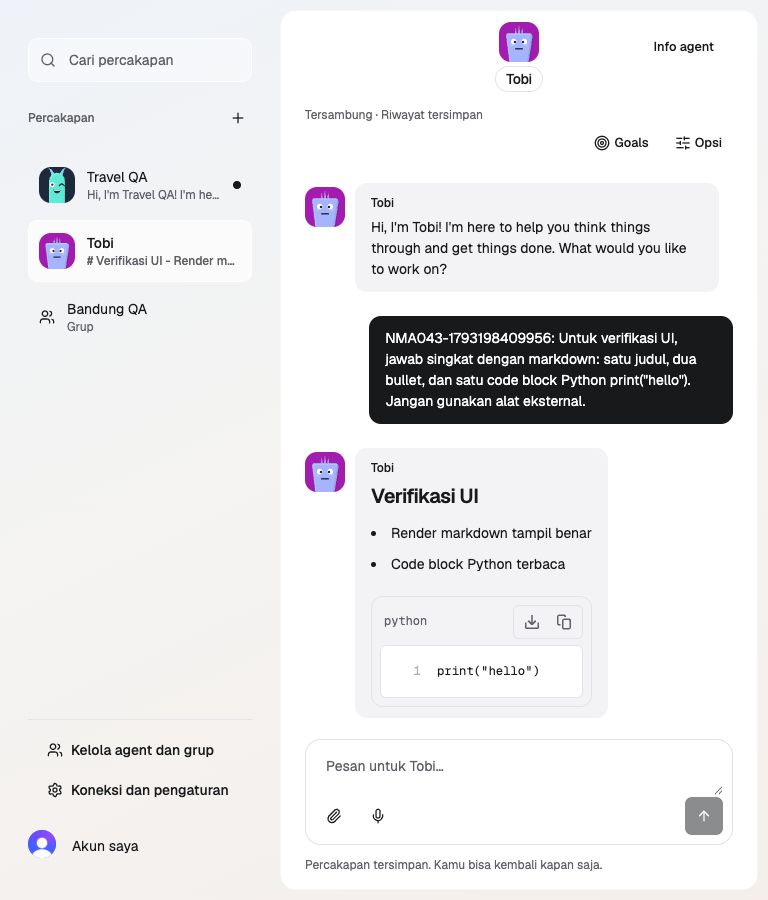 Cari percakapan
Percakapan
Travel QA
Hi, I'm Travel QA! I'm he...
Tobi
# Verifikasi UI - Render m...
Bandung QA
Grup
Kelola agent dan grup
Koneksi dan pengaturan
Akun saya
Tobi
Info agent
Tersambung · Riwayat tersimpan
Goals
Opsi
Tobi
Hi, I'm Tobi! I'm here to help you think things
through and get things done. What would you like
to work on?
NMA043-1793198409956: Untuk verifikasi UI,
jawab singkat dengan markdown: satu judul, dua
bullet, dan satu code block Python print("hello").
Jangan gunakan alat eksternal.
Tobi
Verifikasi UI
• Render markdown tampil benar
• Code block Python terbaca
python
1 print("hello")
Pesan untuk Tobi...
Percakapan tersimpan. Kamu bisa kembali kapan saja.